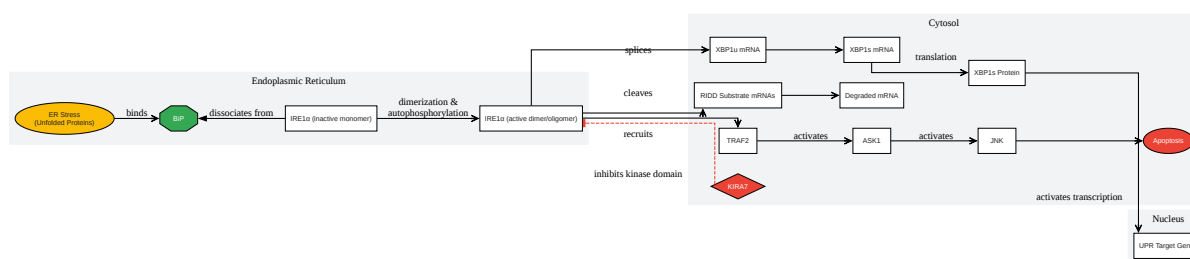 Cytosol
splices
XBP1u mRNA
XBP1s mRNA
translation
XBP1s Protein
Endoplasmic Reticulum
ER Stress
(Unfolded Proteins)
binds
BiP
dissociates from
IRE1α (inactive monomer)
dimerization &
autophosphorylation
IRE1α (active dimer/oligomer)
cleaves
RIDD Substrate mRNAs
Degraded mRNA
recruits
TRAF2
activates
ASK1
activates
JNK
Apoptosis
inhibits kinase domain
KIRA7
activates transcription
Nucleus
UPR Target Gen